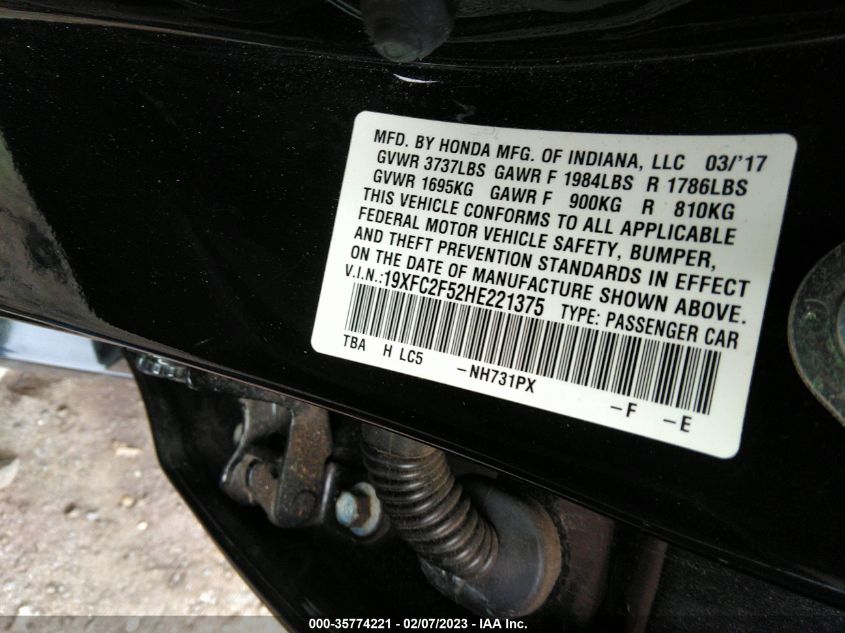 MFD. BY HONDA MFG. OF INDIANA, LLC 03/'17
GVWR 3737LBS GAWR F 1984LBS R 1786LBS
GVWR 1695KG GAWR F 900KG R 810KG
THIS VEHICLE CONFORMS TO ALL APPLICABLE
FEDERAL MOTOR VEHICLE SAFETY, BUMPER,
AND THEFT PREVENTION STANDARDS IN EFFECT
ON THE DATE OF MANUFACTURE SHOWN ABOVE.
V.I.N.:19XFC2F52HE221375 TYPE: PASSENGER CAR
TBA H LC5 -NH731PX -F -E
000-35774221 - 02/07/2023 - IAA Inc.